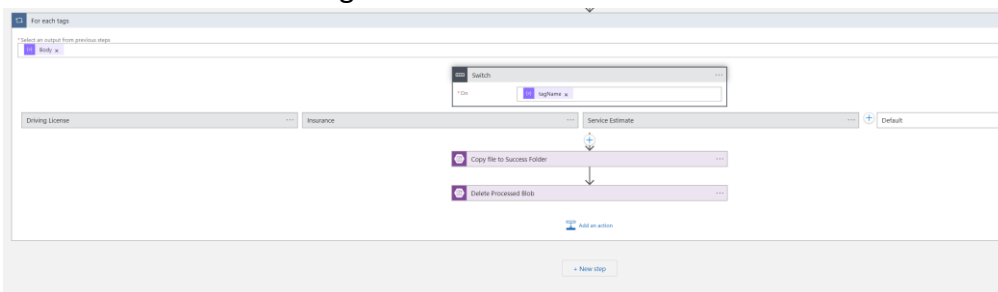 For each tags
* Select an output from previous steps
Body x
Switch
* On
tagName x
Driving License
Insurance
Service Estimate
Default
Copy file to Success Folder
Delete Processed Blob
Add an action
+ New step